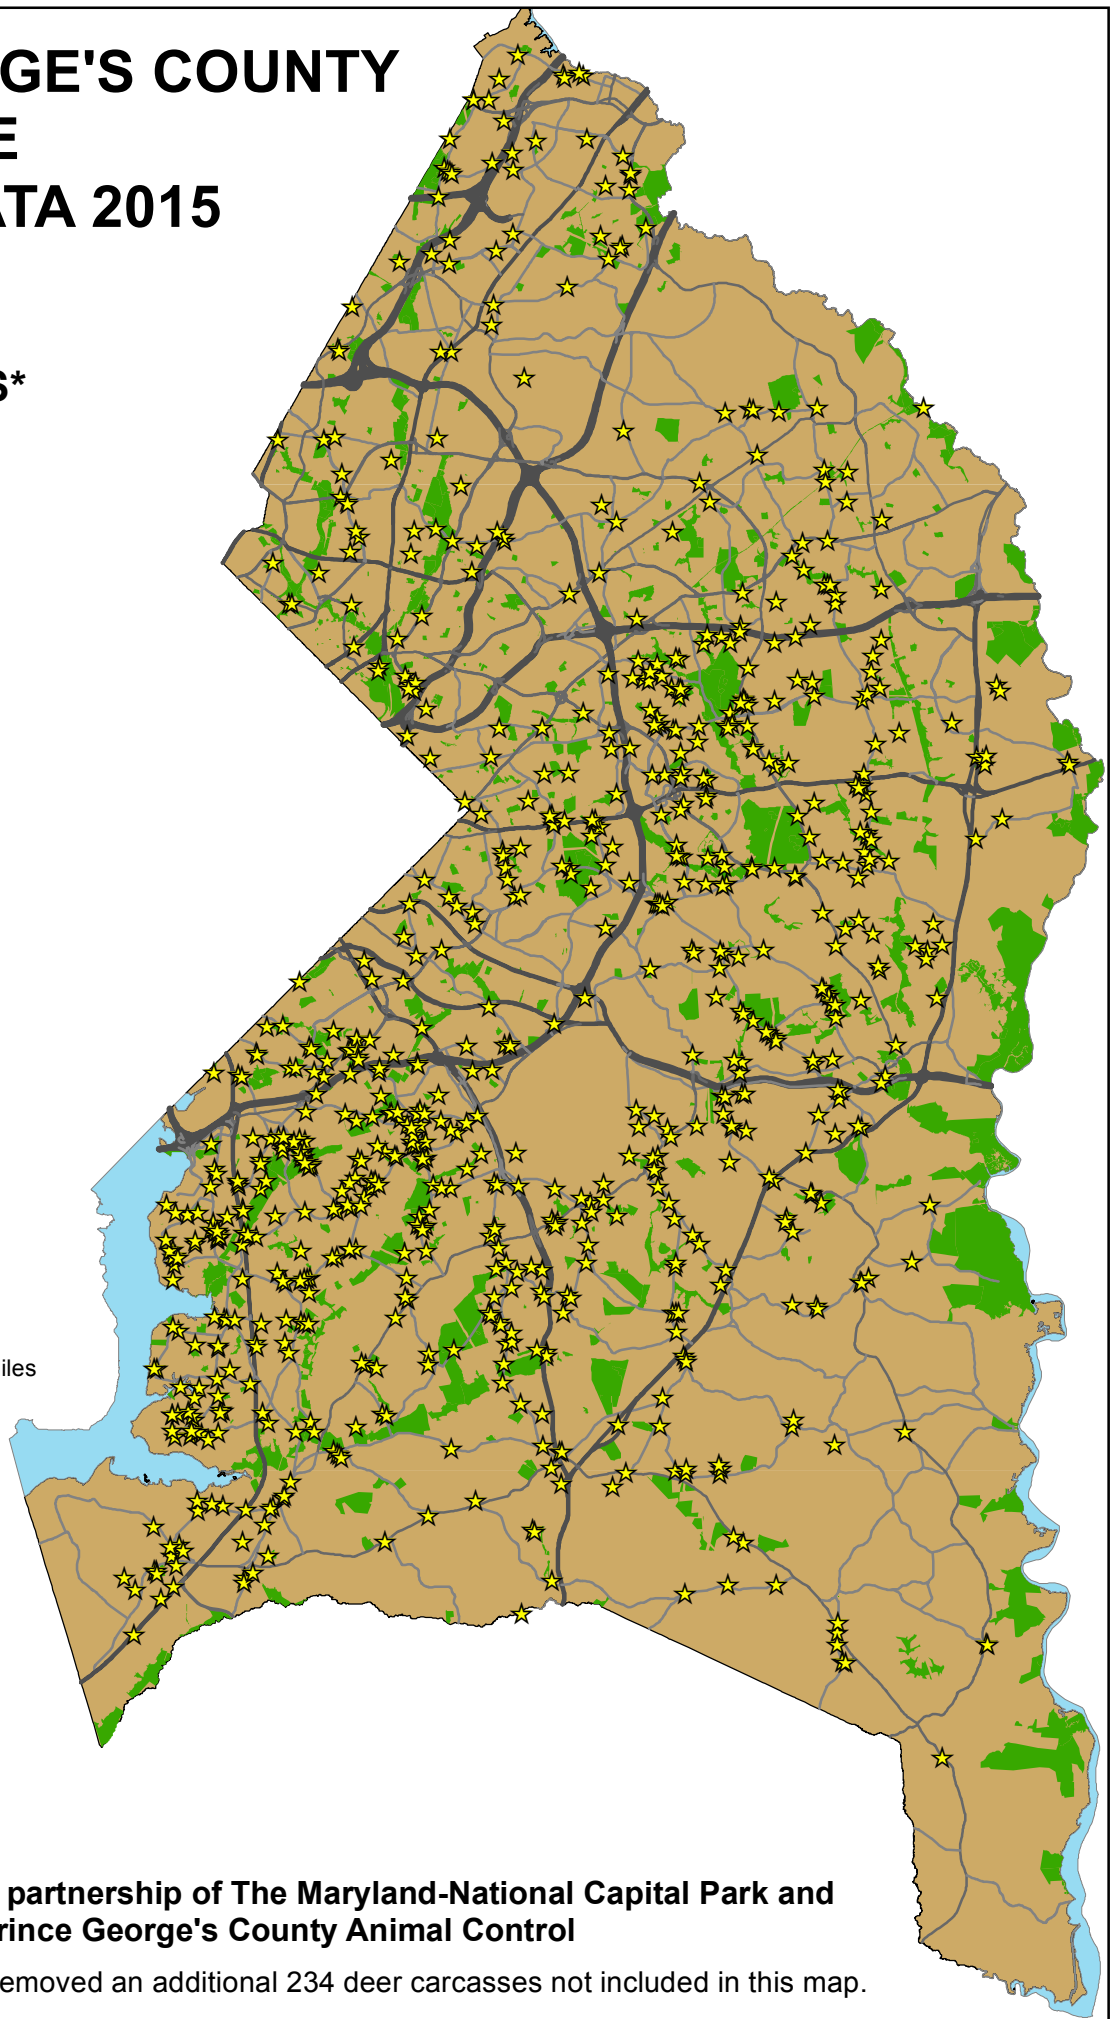 GE'S COUNTY
E
ATA 2015
S*
iles
partnership of The Maryland-National Capital Park and
rince George's County Animal Control
emoved an additional 234 deer carcasses not included in this map.